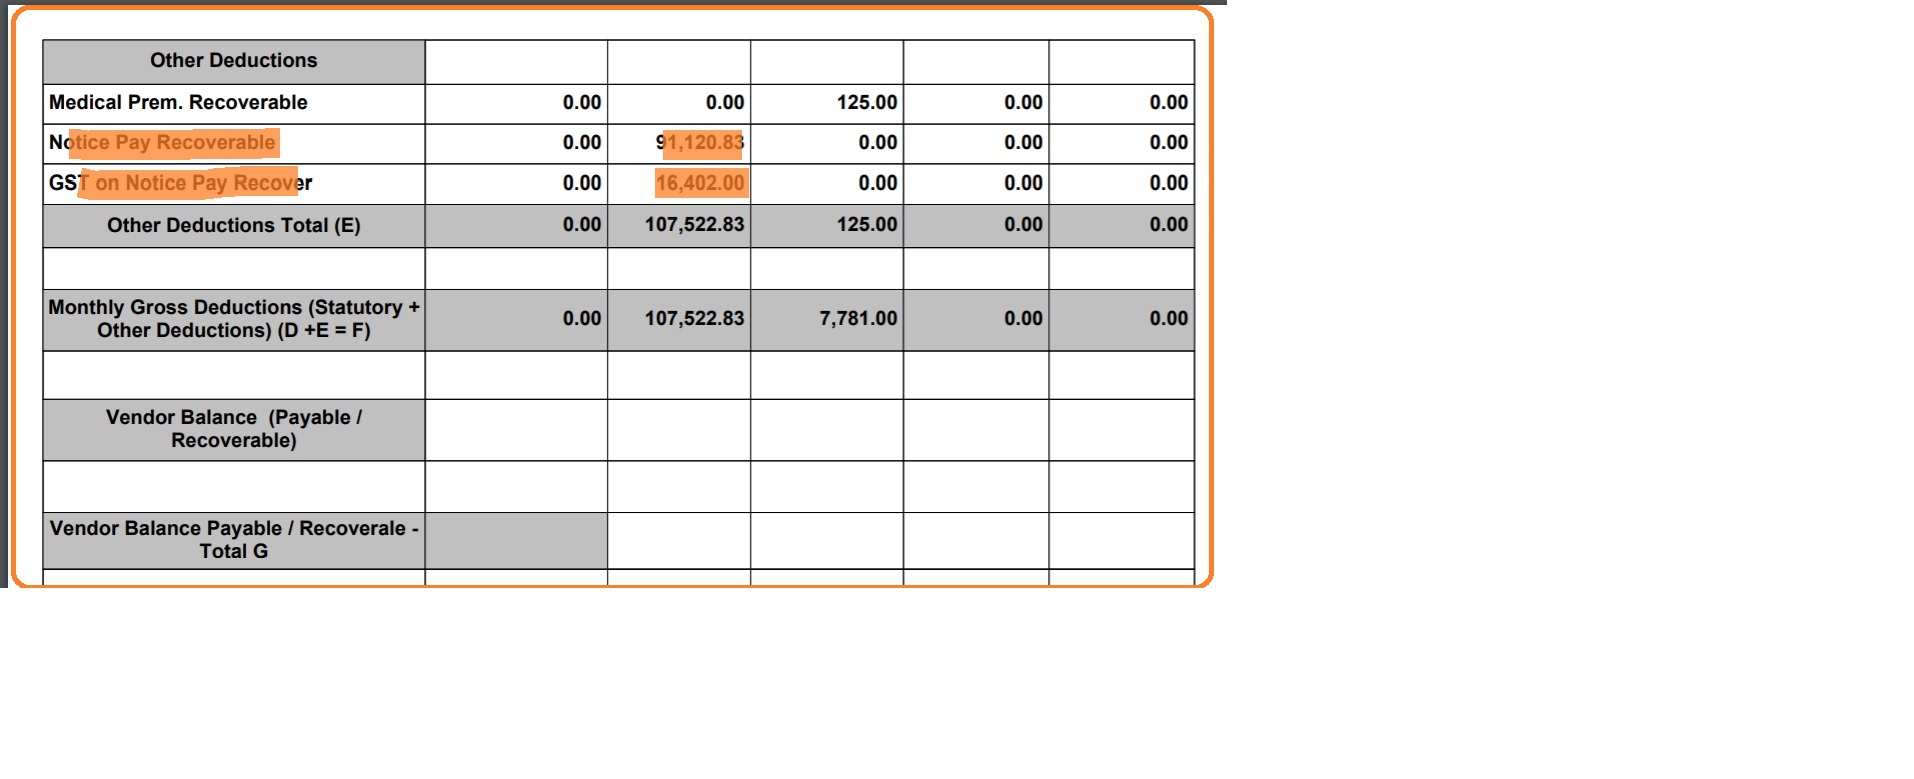 Other Deductions
Medical Prem. Recoverable 0.00 0.00 125.00 0.00 0.00
Notice Pay Recoverable 0.00 91,120.83 0.00 0.00 0.00
GST on Notice Pay Recover 0.00 16,402.00 0.00 0.00 0.00
Other Deductions Total (E) 0.00 107,522.83 125.00 0.00 0.00
Monthly Gross Deductions (Statutory +
Other Deductions) (D +E = F) 0.00 107,522.83 7,781.00 0.00 0.00
Vendor Balance (Payable /
Recoverable)
Vendor Balance Payable / Recoverale -
Total G